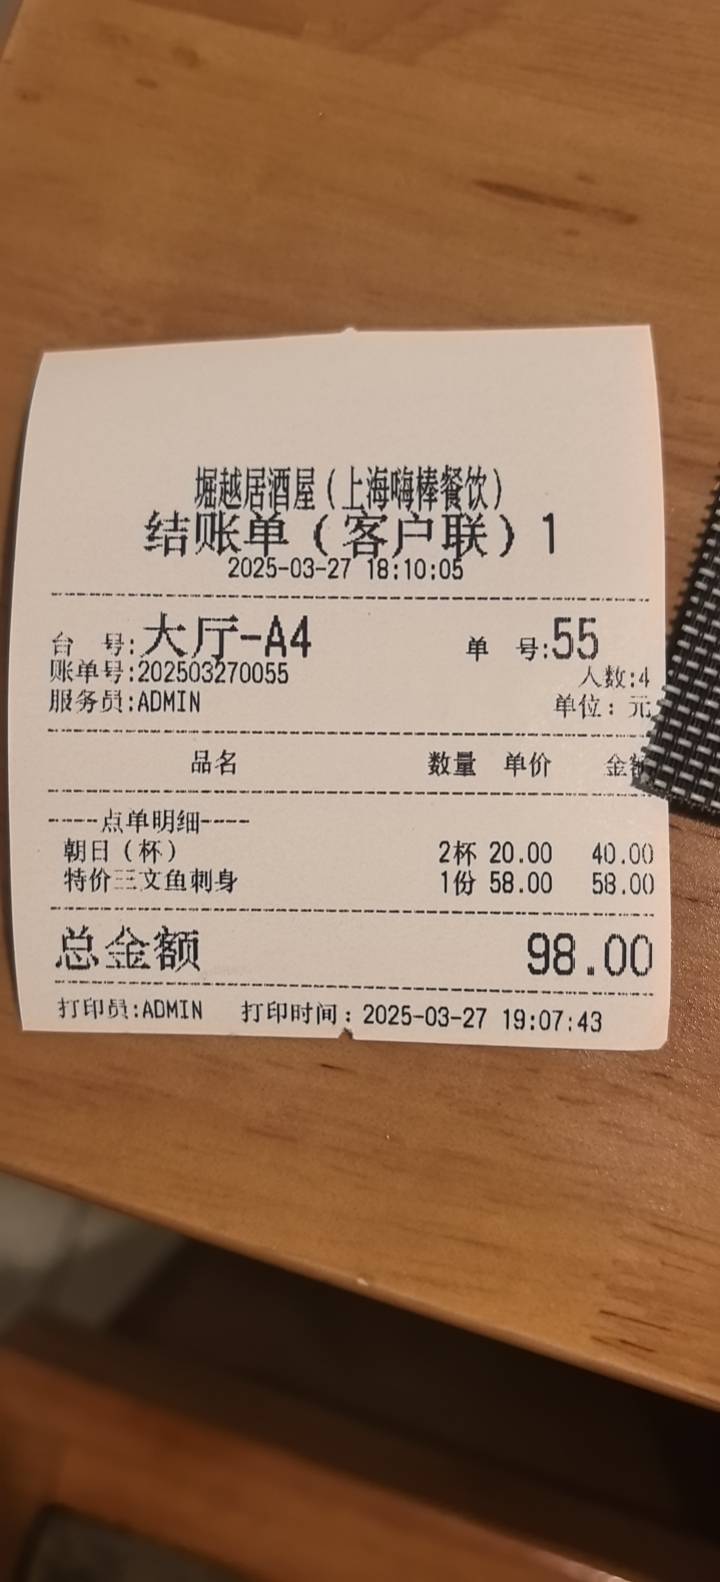 堀越居酒屋（上海嗨棒餐饮）
结账单（客户联）1
2025-03-27 18:10:05
台 号:大厅-A4 单 号:55
账单号:202503270055 人数:4
服务员:ADMIN 单位：元
品名 数量 单价 金额
----点单明细----
朝日（杯） 2杯 20.00 40.00
特价三文鱼刺身 1份 58.00 58.00
总金额 98.00
打印员:ADMIN 打印时间：2025-03-27 19:07:43